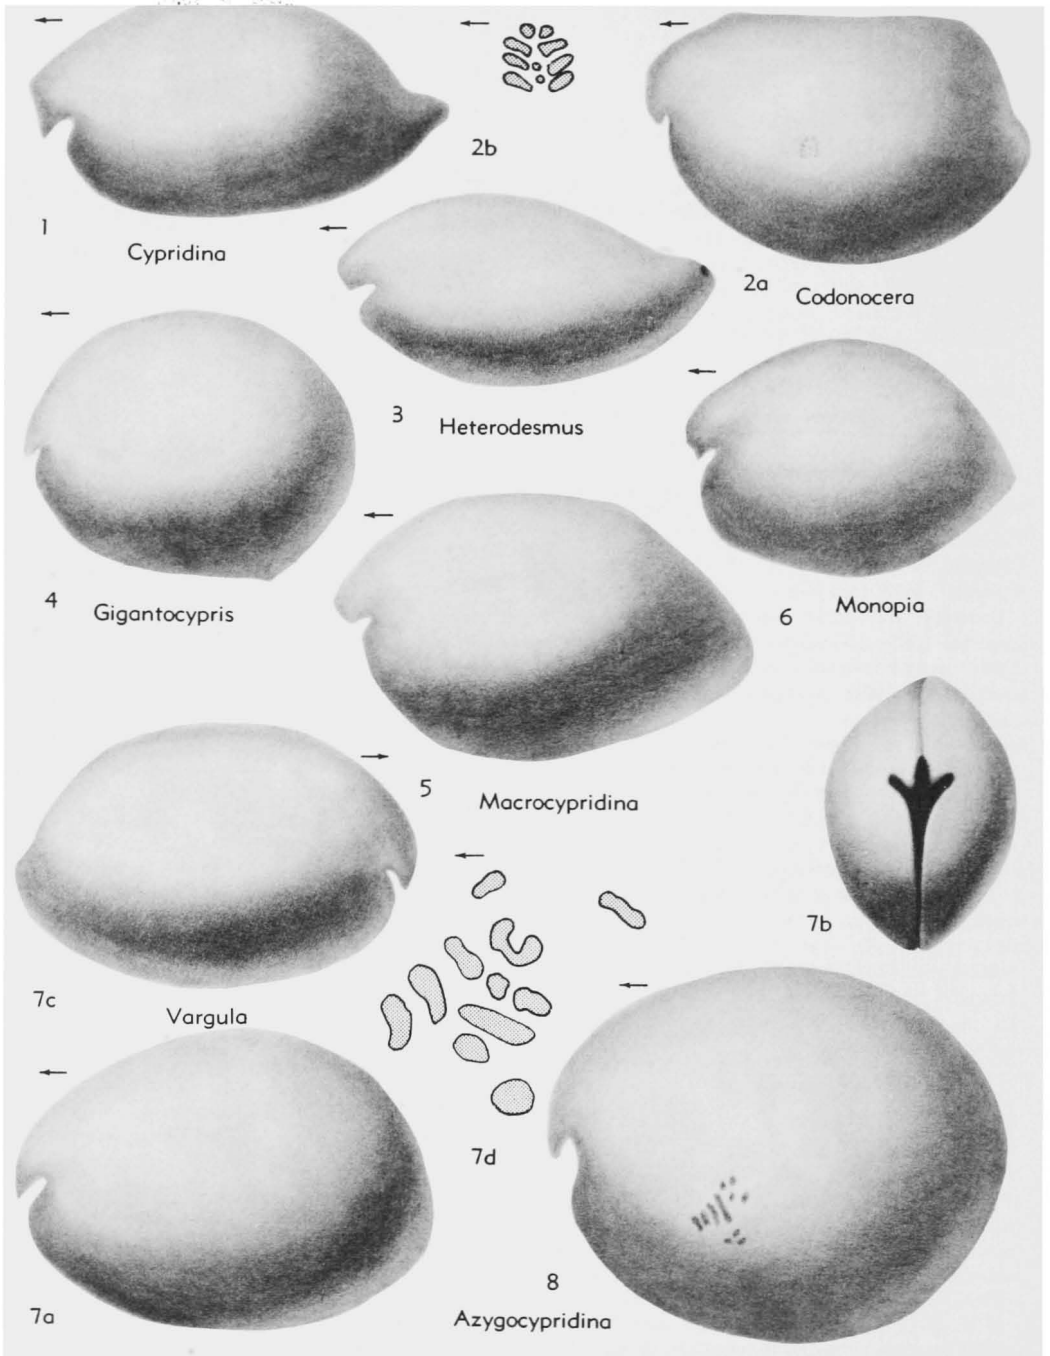 1
Cypridina
2b
2a
Codonocera
3
Heterodesmus
4
Gigantocypris
5
Macrocypridina
6
Monopia
7c
Vargula
7b
7d
7a
8
Azygocypridina